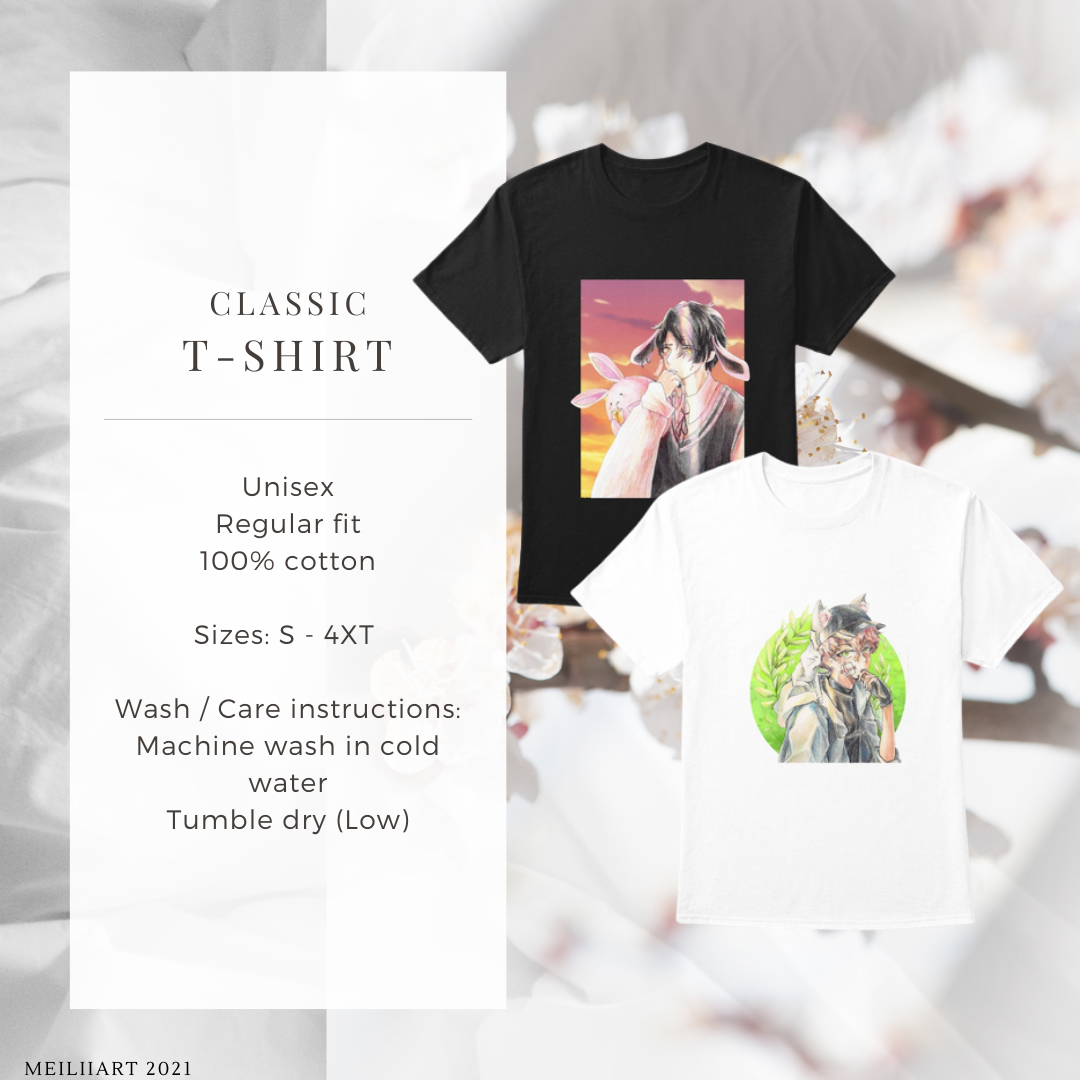 CLASSIC
T-SHIRT
Unisex
Regular fit
100% cotton
Sizes: S - 4XT
Wash / Care instructions:
Machine wash in cold
water
Tumble dry (Low)
MEILIIART 2021